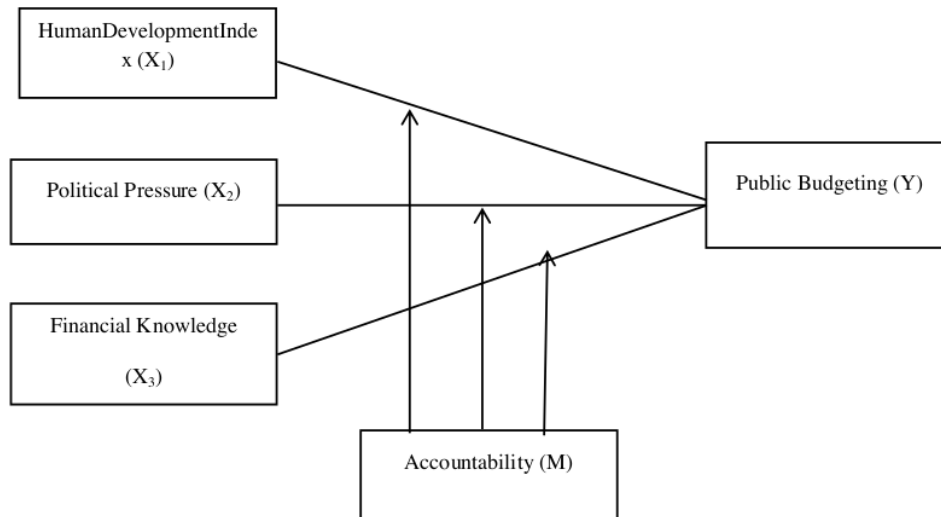 HumanDevelopmentInde
x (X₁)
Political Pressure (X₂)
Public Budgeting (Y)
Financial Knowledge
(X₃)
Accountability (M)